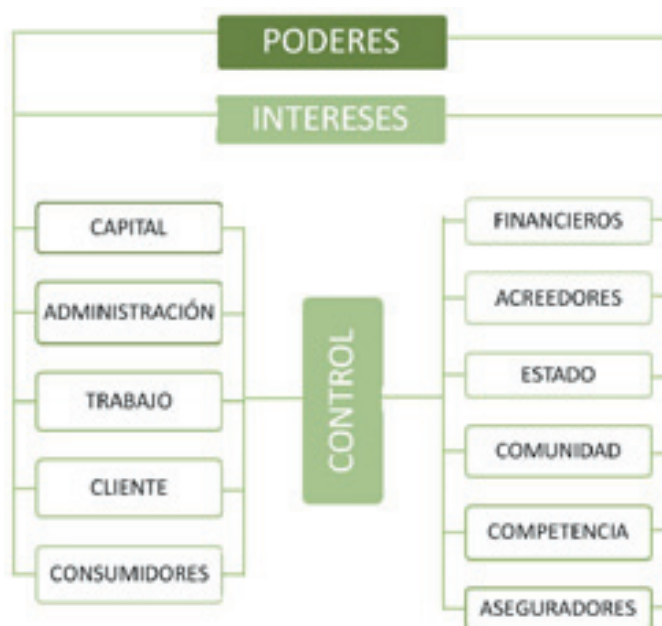 PODERES
INTERESES
CAPITAL
ADMINISTRACIÓN
TRABAJO
CLIENTE
CONSUMIDORES
CONTROL
FINANCIEROS
ACREEDORES
ESTADO
COMUNIDAD
COMPETENCIA
ASEGURADORES